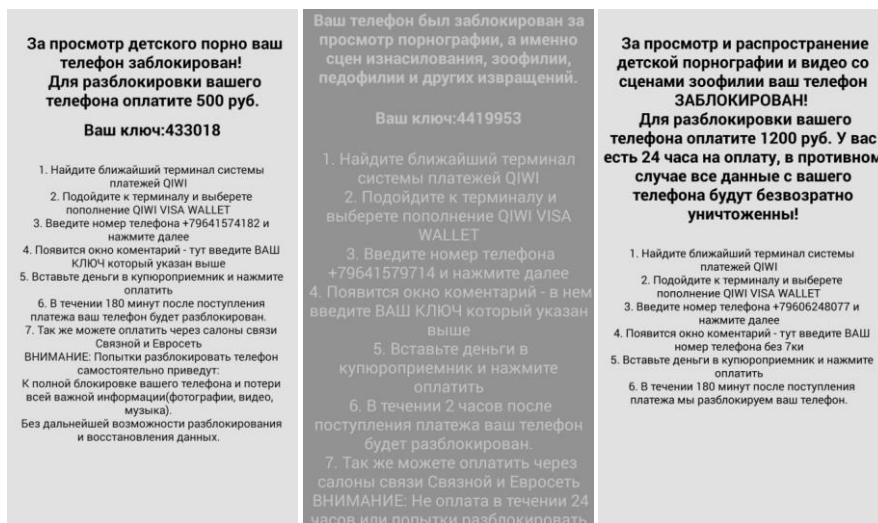 За просмотр детского порно ваш
телефон заблокирован!
Для разблокировки вашего
телефона оплатите 500 руб.
Ваш ключ:433018
1. Найдите ближайший терминал системы
платежей QIWI
2. Подойдите к терминалу и выберете
пополнение QIWI VISA WALLET
3. Введите номер телефона +79641574182 и
нажмите далее
4. Появится окно коментарий - тут введите ВАШ
КЛЮЧ который указан выше
5. Вставьте деньги в купюроприемник и нажмите
оплатить
6. В течении 180 минут после поступления
платежа ваш телефон будет разблокирован.
7. Так же можете оплатить через салоны связи
Связной и Евросеть
ВНИМАНИЕ: Попытки разблокировать телефон
самостоятельно приведут:
К полной блокировке вашего телефона и потери
всей важной информации(фотографии, видео,
музыка).
Без дальнейшей возможности разблокирования
и восстановления данных.
Ваш телефон был заблокирован за
просмотр порнографии, а именно
сцен изнасилования, зоофилии,
педофилии и других извращений.
Ваш ключ:4419953
1. Найдите ближайший терминал
системы платежей QIWI
2. Подойдите к терминалу и
выберете пополнение QIWI VISA
WALLET
3. Введите номер телефона
+79641579714 и нажмите далее
4. Появится окно коментарий - в нем
введите ВАШ КЛЮЧ который указан
выше
5. Вставьте деньги в
купюроприемник и нажмите
оплатить
6. В течении 2 часов после
поступления платежа ваш телефон
будет разблокирован.
7. Так же можете оплатить через
салоны связи Связной и Евросеть
ВНИМАНИЕ: Не оплата в течении 24
часов или попытки разблокировать
За просмотр и распространение
детской порнографии и видео со
сценами зоофилии ваш телефон
ЗАБЛОКИРОВАН!
Для разблокировки вашего
телефона оплатите 1200 руб. У вас
есть 24 часа на оплату, в противном
случае все данные с вашего
телефона будут безвозратно
уничтоженны!
1. Найдите ближайший терминал системы
платежей QIWI
2. Подойдите к терминалу и выберете
пополнение QIWI VISA WALLET
3. Введите номер телефона +79606248077 и
нажмите далее
4. Появится окно коментарий - тут введите ВАШ
номер телефона без 7ки
5. Вставьте деньги в купюроприемник и нажмите
оплатить
6. В течении 180 минут после поступления
платежа мы разблокируем ваш телефон.